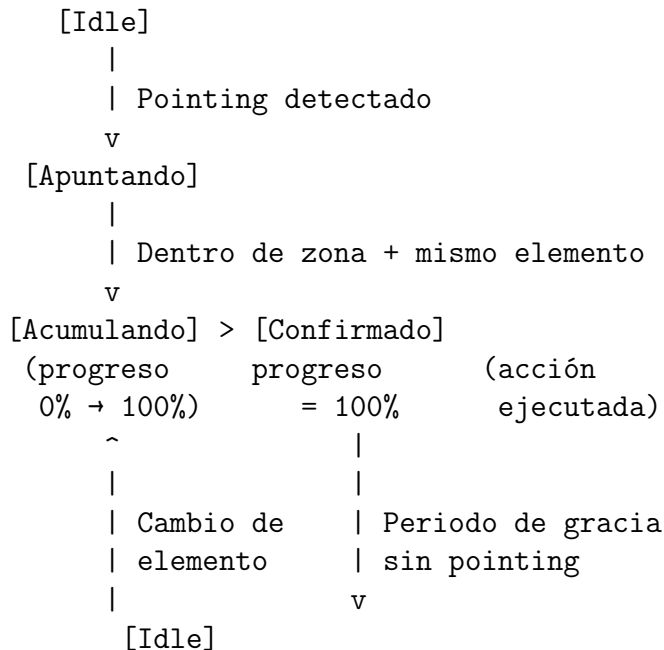 [Idle]
|
| Pointing detectado
v
[Apuntando]
|
| Dentro de zona + mismo elemento
v
[Acumulando] > [Confirmado]
(progreso progreso (acción
0% → 100%) = 100% ejecutada)
^ |
| |
| Cambio de | Periodo de gracia
| elemento | sin pointing
| v
[Idle]